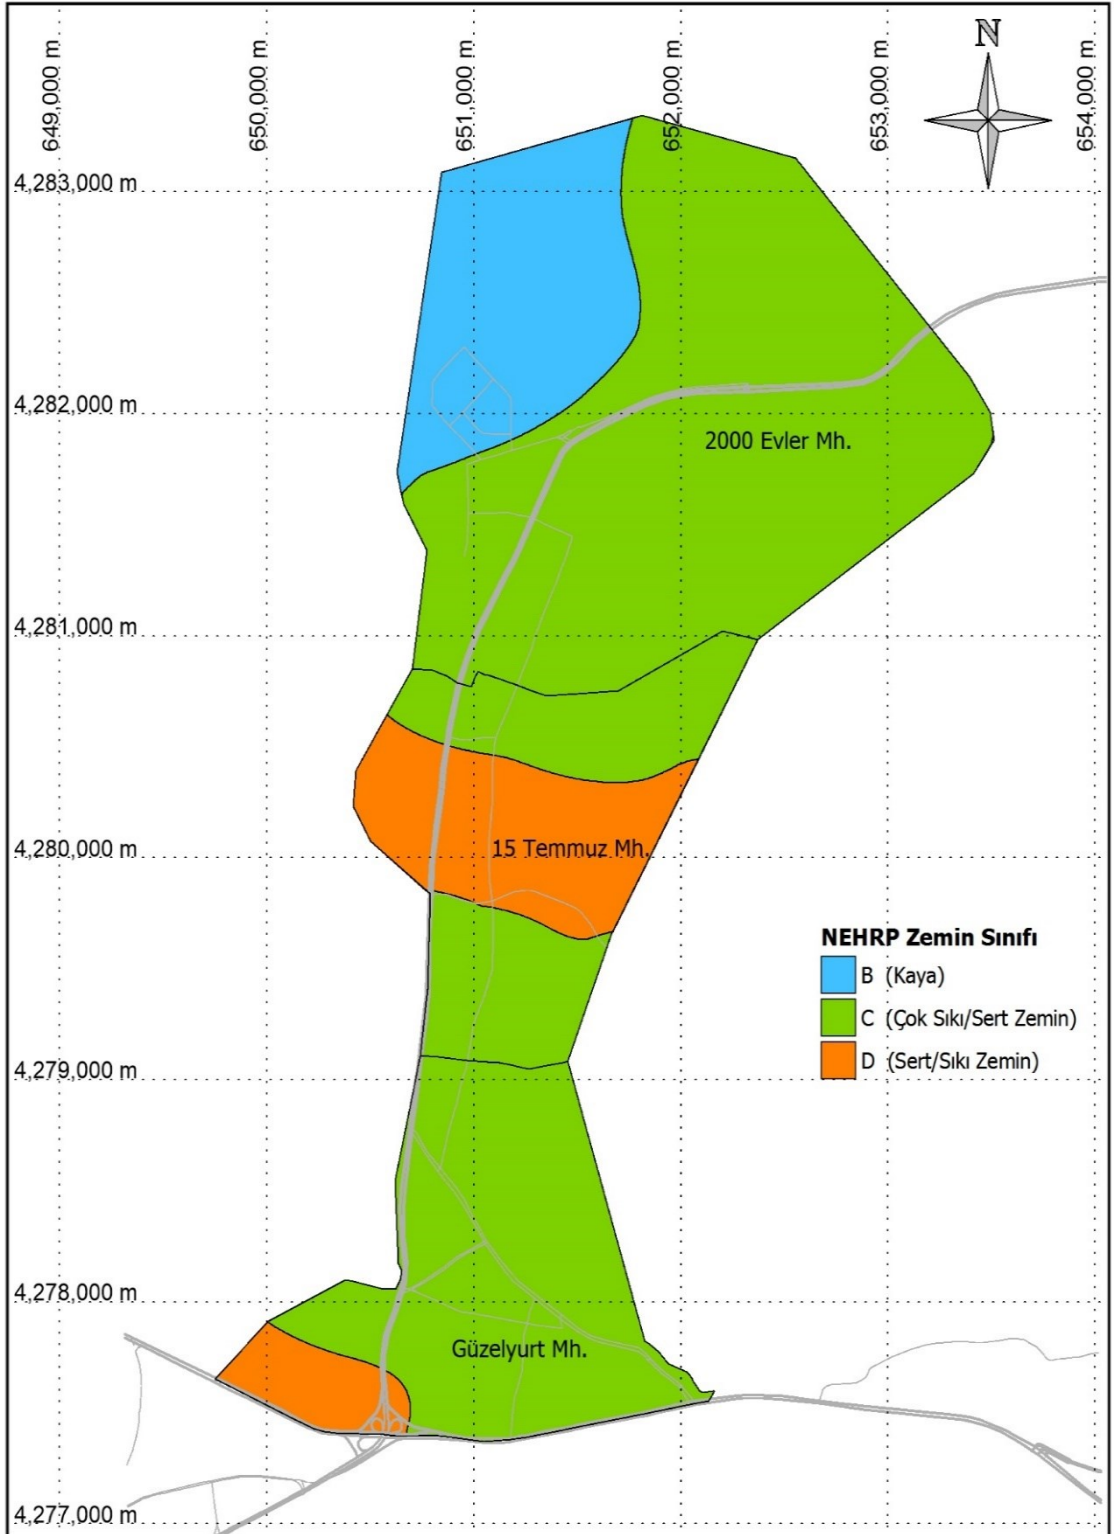 N
649,000 m
650,000 m
651,000 m
652,000 m
653,000 m
654,000 m
4,283,000 m
4,282,000 m
2000 Evler Mh.
4,281,000 m
4,280,000 m
15 Temmuz Mh.
NEHRP Zemin Sınıfı
B (Kaya)
C (Çok Sıkı/Sert Zemin)
D (Sert/Sıkı Zemin)
4,279,000 m
4,278,000 m
Güzelyurt Mh.
4,277,000 m